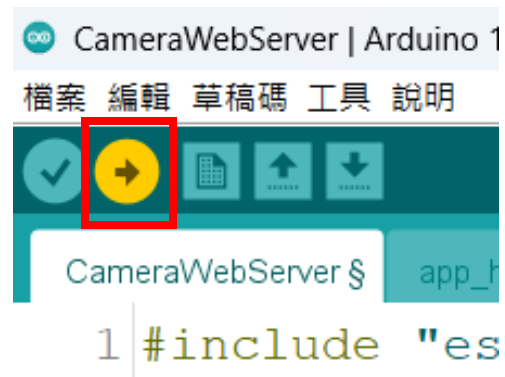 CameraWebServer | Arduino 1
檔案 編輯 草稿碼 工具 說明
CameraWebServer § app_h
1 #include "es